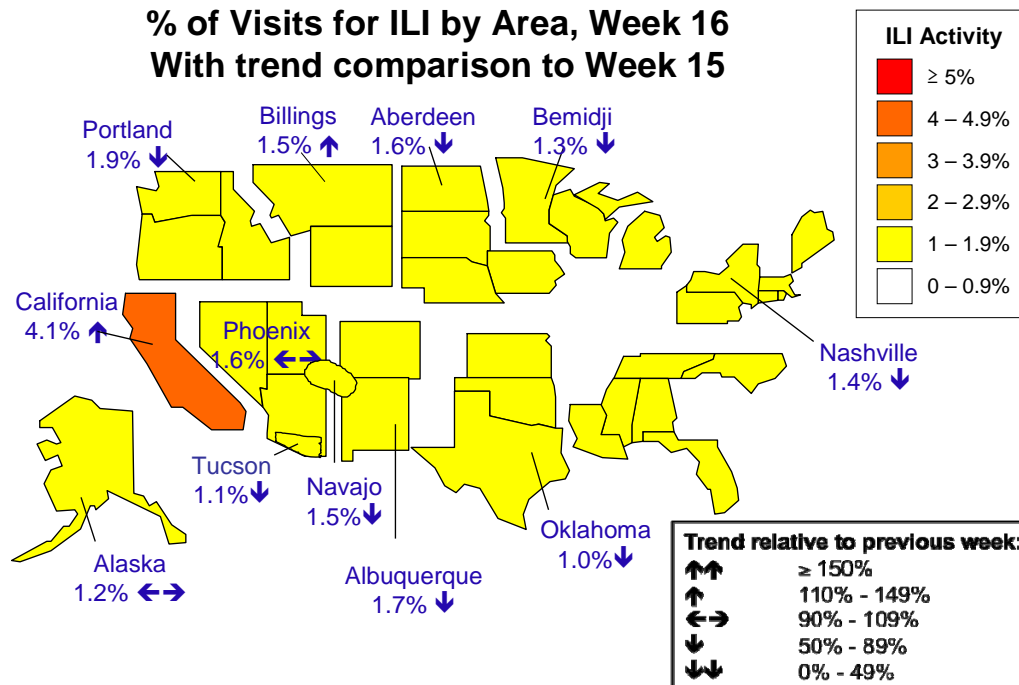 % of Visits for ILI by Area, Week 16
With trend comparison to Week 15
ILI Activity
≥ 5%
4 – 4.9%
3 – 3.9%
2 – 2.9%
1 – 1.9%
0 – 0.9%
Portland
1.9% ↓
Billings
1.5% ↑
Aberdeen
1.6% ↓
Bemidji
1.3% ↓
California
4.1% ↑
Phoenix
1.6% ←→
Nashville
1.4% ↓
Tucson
1.1% ↓
Navajo
1.5% ↓
Oklahoma
1.0% ↓
Alaska
1.2% ←→
Albuquerque
1.7% ↓
Trend relative to previous week:
↑↑ ≥ 150%
↑ 110% - 149%
←→ 90% - 109%
↓ 50% - 89%
↓↓ 0% - 49%